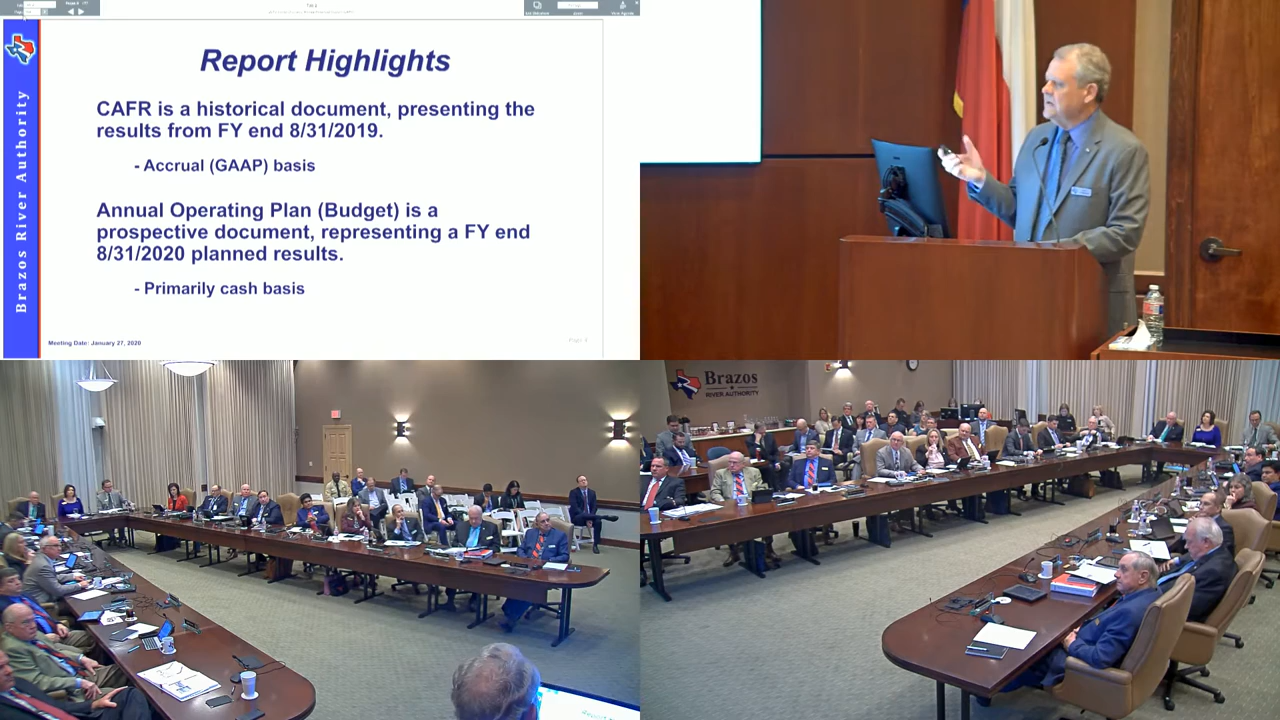 Report Highlights
CAFR is a historical document, presenting the
results from FY end 8/31/2019.
- Accrual (GAAP) basis
Annual Operating Plan (Budget) is a
prospective document, representing a FY end
8/31/2020 planned results.
- Primarily cash basis
Brazos River Authority
Meeting Date: January 27, 2020
Brazos
RIVER AUTHORITY